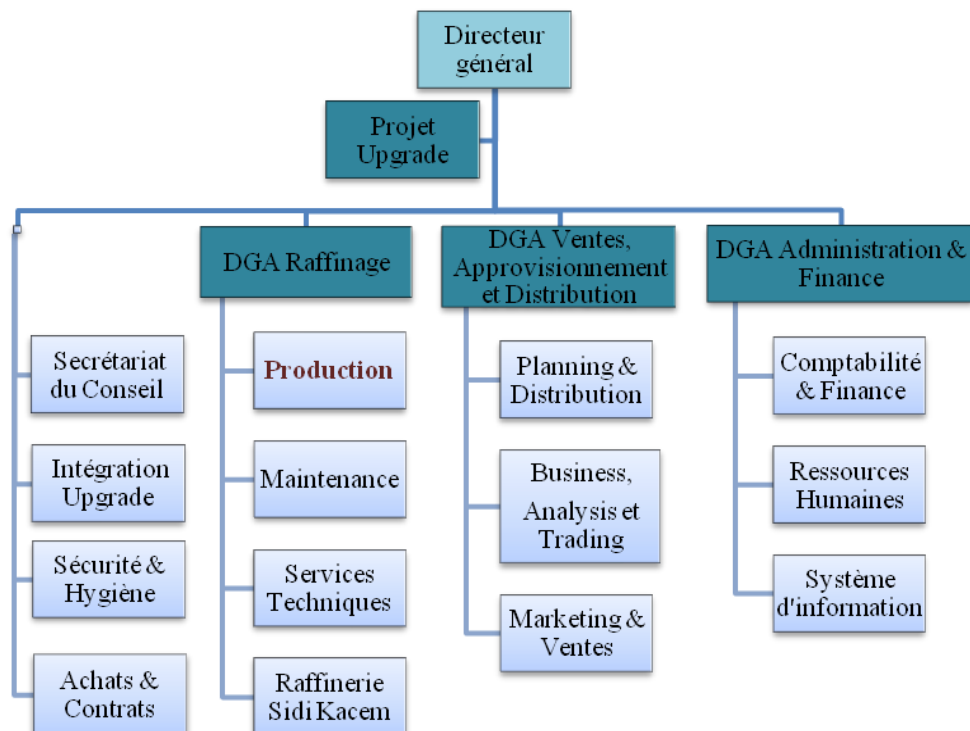 Directeur
général
Projet
Upgrade
DGA Raffinage
DGA Ventes,
Approvisionnement
et Distribution
DGA Administration &
Finance
Secrétariat
du Conseil
Intégration
Upgrade
Sécurité &
Hygiène
Achats &
Contrats
Production
Maintenance
Services
Techniques
Raffinerie
Sidi Kacem
Planning &
Distribution
Business,
Analysis et
Trading
Marketing &
Ventes
Comptabilité
& Finance
Ressources
Humaines
Système
d'information